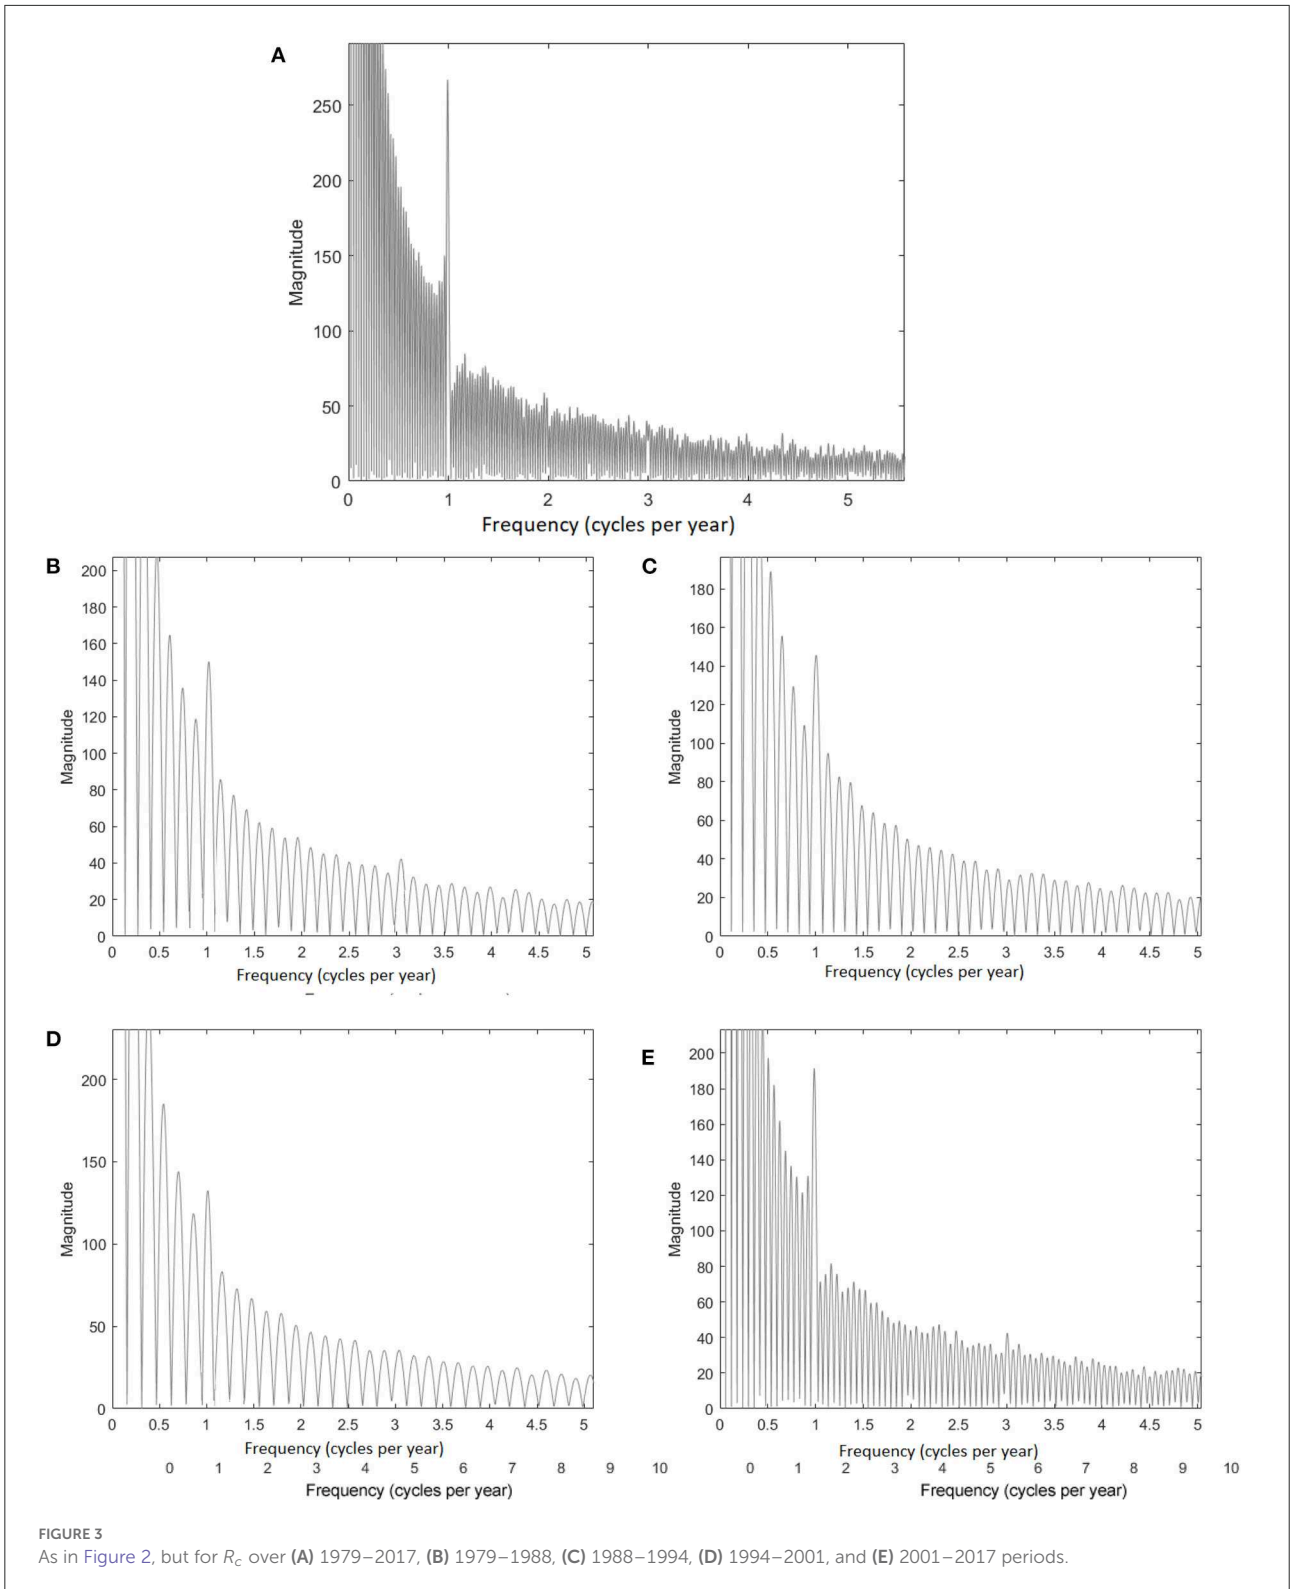 A
250
200
150
100
50
0
Magnitude
0 1 2 3 4 5
Frequency (cycles per year)
B
200
180
160
140
120
100
80
60
40
20
0
Magnitude
0 0.5 1 1.5 2 2.5 3 3.5 4 4.5 5
Frequency (cycles per year)
C
180
160
140
120
100
80
60
40
20
0
Magnitude
0 0.5 1 1.5 2 2.5 3 3.5 4 4.5 5
Frequency (cycles per year)
D
200
150
100
50
0
Magnitude
0 0.5 1 1.5 2 2.5 3 3.5 4 4.5 5
Frequency (cycles per year)
0 1 2 3 4 5 6 7 8 9 10
Frequency (cycles per year)
E
200
180
160
140
120
100
80
60
40
20
0
Magnitude
0 0.5 1 1.5 2 2.5 3 3.5 4 4.5 5
Frequency (cycles per year)
0 1 2 3 4 5 6 7 8 9 10
Frequency (cycles per year)
FIGURE 3
As in Figure 2, but for Rc over (A) 1979–2017, (B) 1979–1988, (C) 1988–1994, (D) 1994–2001, and (E) 2001–2017 periods.